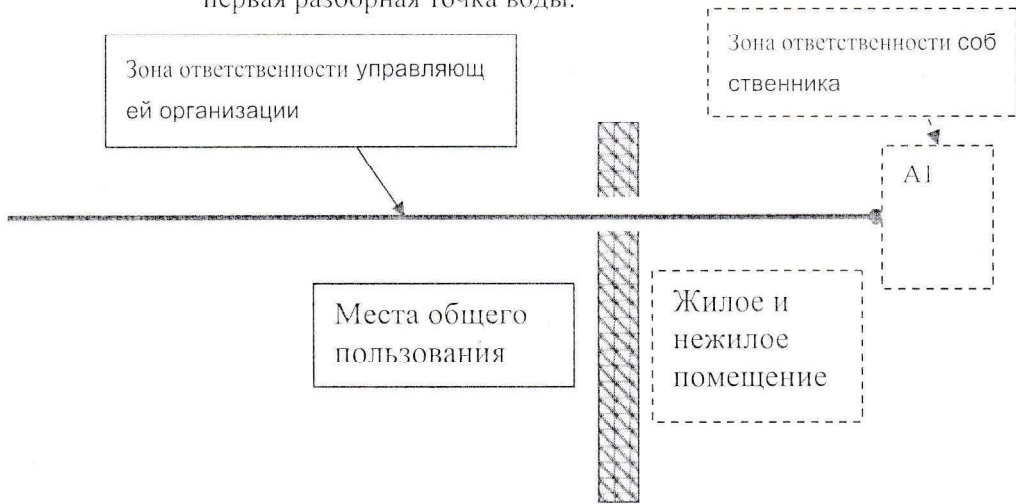 первая разборная точка воды.
Зона ответственности управляющ
ей организации
Зона ответственности соб
ственника
А1
Места общего
пользования
Жилое и
нежилое
помещение